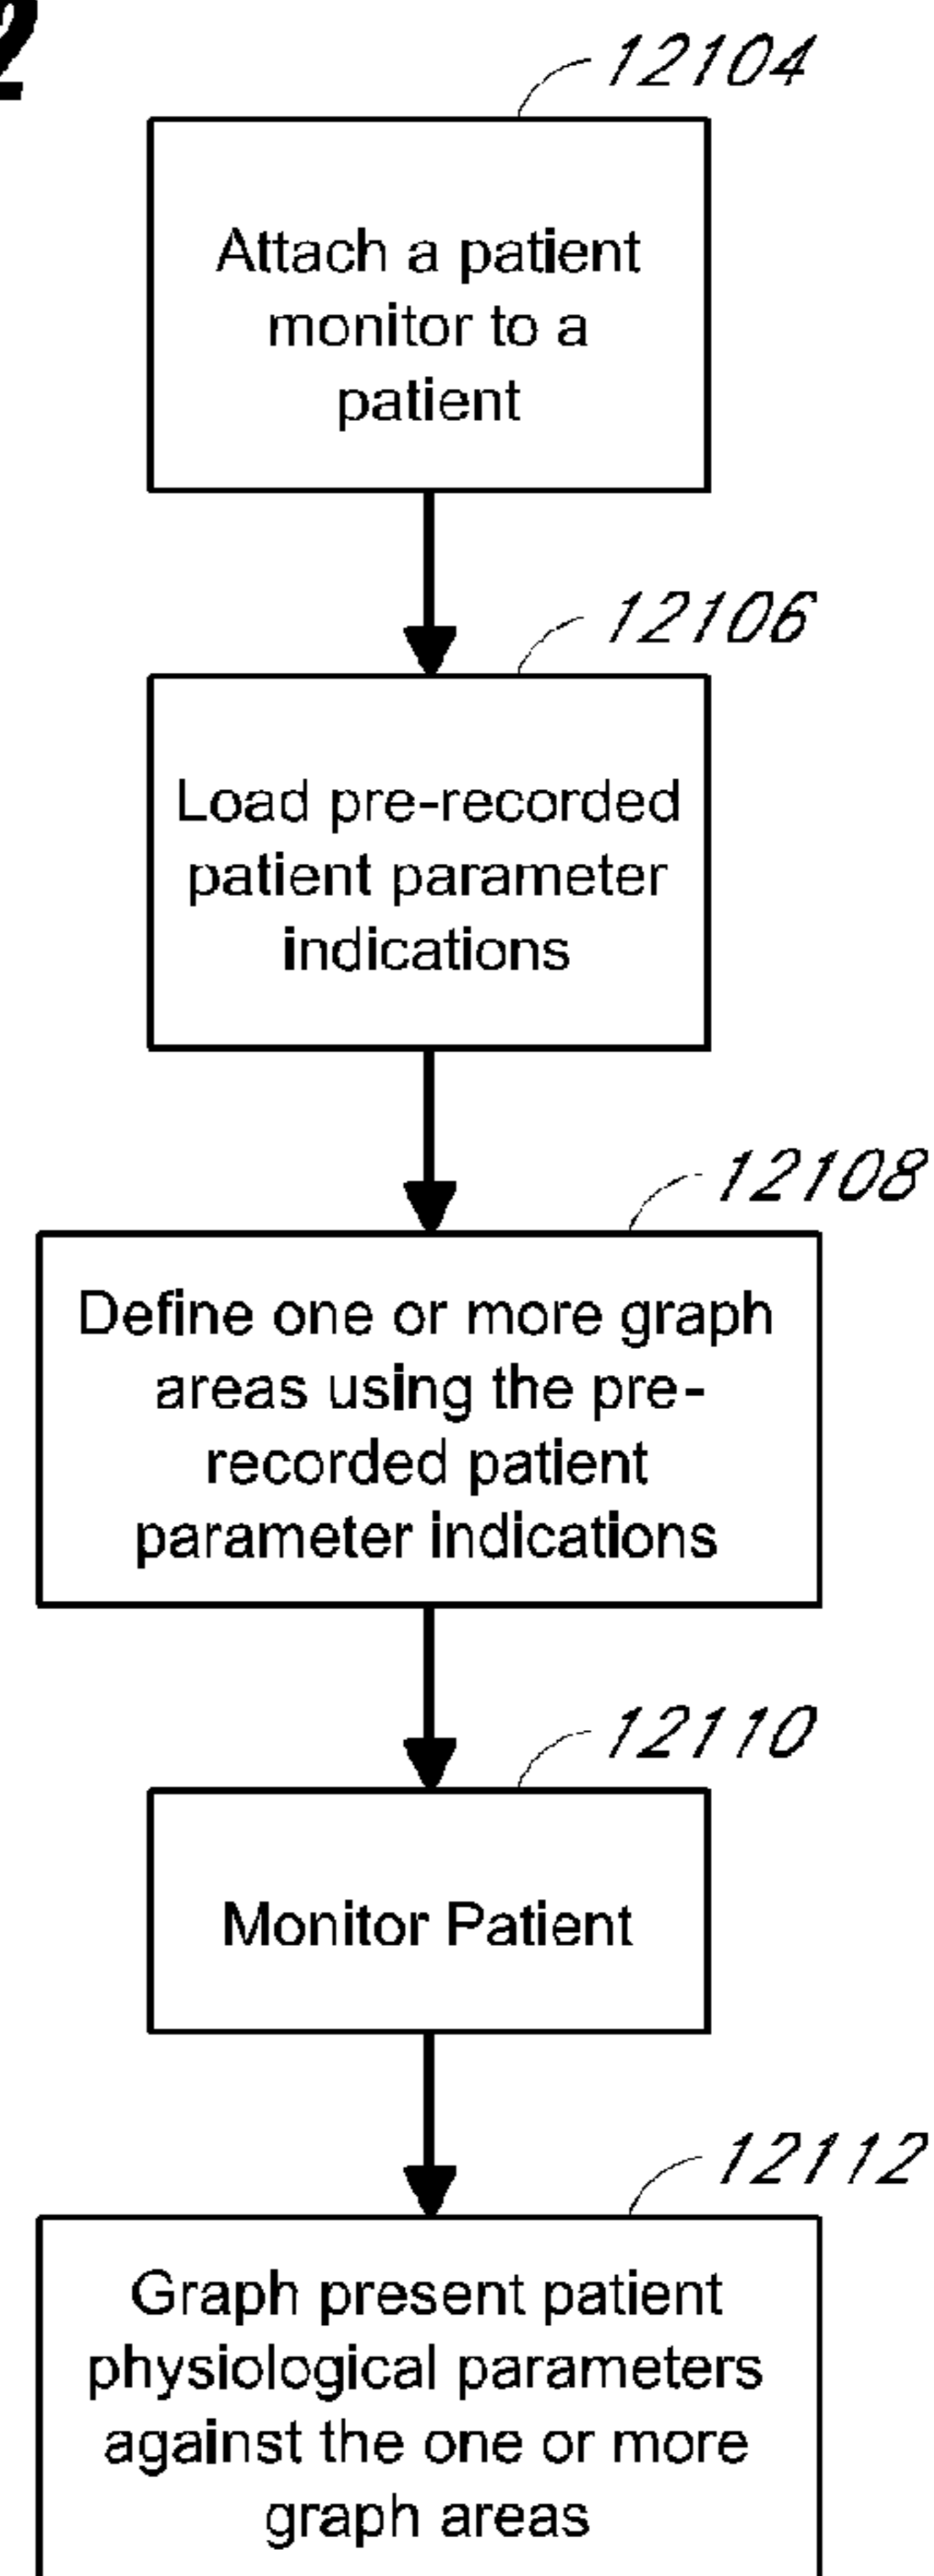 2
12104
Attach a patient
monitor to a
patient
12106
Load pre-recorded
patient parameter
indications
12108
Define one or more graph
areas using the pre-
recorded patient
parameter indications
12110
Monitor Patient
12112
Graph present patient
physiological parameters
against the one or more
graph areas